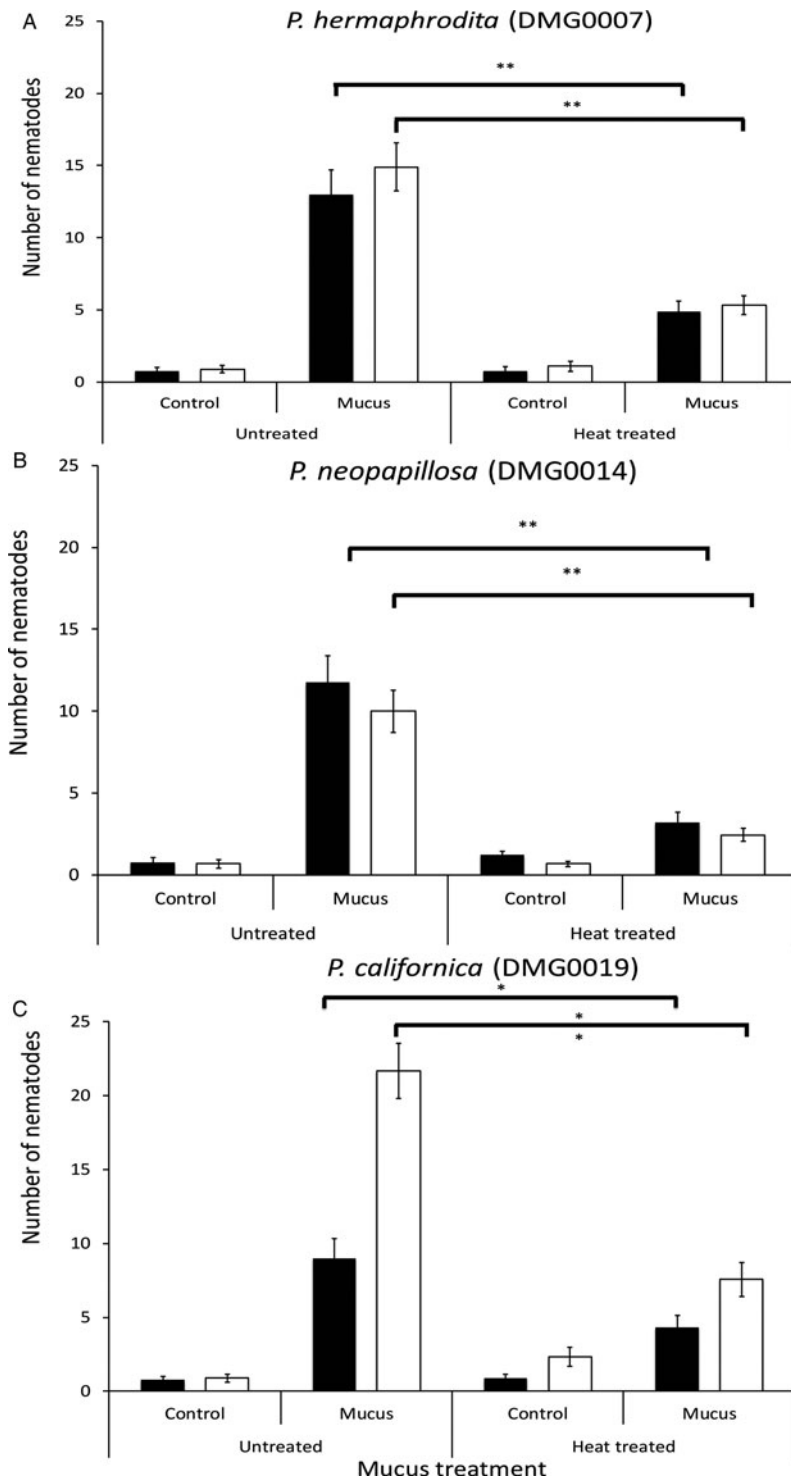 A
P. hermaphrodita (DMG0007)
25
20
15
10
5
0
Number of nematodes
**
**
Control Mucus Control Mucus
Untreated Heat treated
B
P. neopapillosa (DMG0014)
25
20
15
10
5
0
Number of nematodes
**
**
Control Mucus Control Mucus
Untreated Heat treated
P. californica (DMG0019)
C
25
20
15
10
5
0
Number of nematodes
*
*
*
Control Mucus Control Mucus
Untreated Heat treated
Mucus treatment